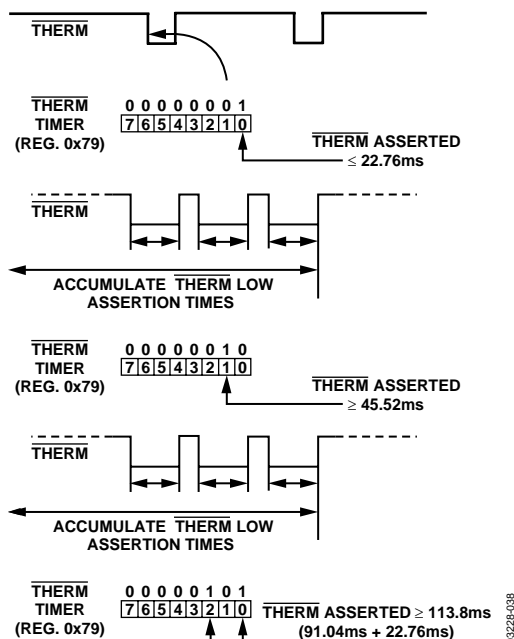 THERM
THERM
TIMER
(REG. 0x79)
0 0 0 0 0 0 0 1
7 6 5 4 3 2 1 0
THERM ASSERTED
≤ 22.76ms
THERM
ACCUMULATE THERM LOW
ASSERTION TIMES
THERM
TIMER
(REG. 0x79)
0 0 0 0 0 0 1 0
7 6 5 4 3 2 1 0
THERM ASSERTED
≥ 45.52ms
THERM
ACCUMULATE THERM LOW
ASSERTION TIMES
THERM
TIMER
(REG. 0x79)
0 0 0 0 0 1 0 1
7 6 5 4 3 2 1 0
THERM ASSERTED ≥ 113.8ms
(91.04ms + 22.76ms)
3228-038